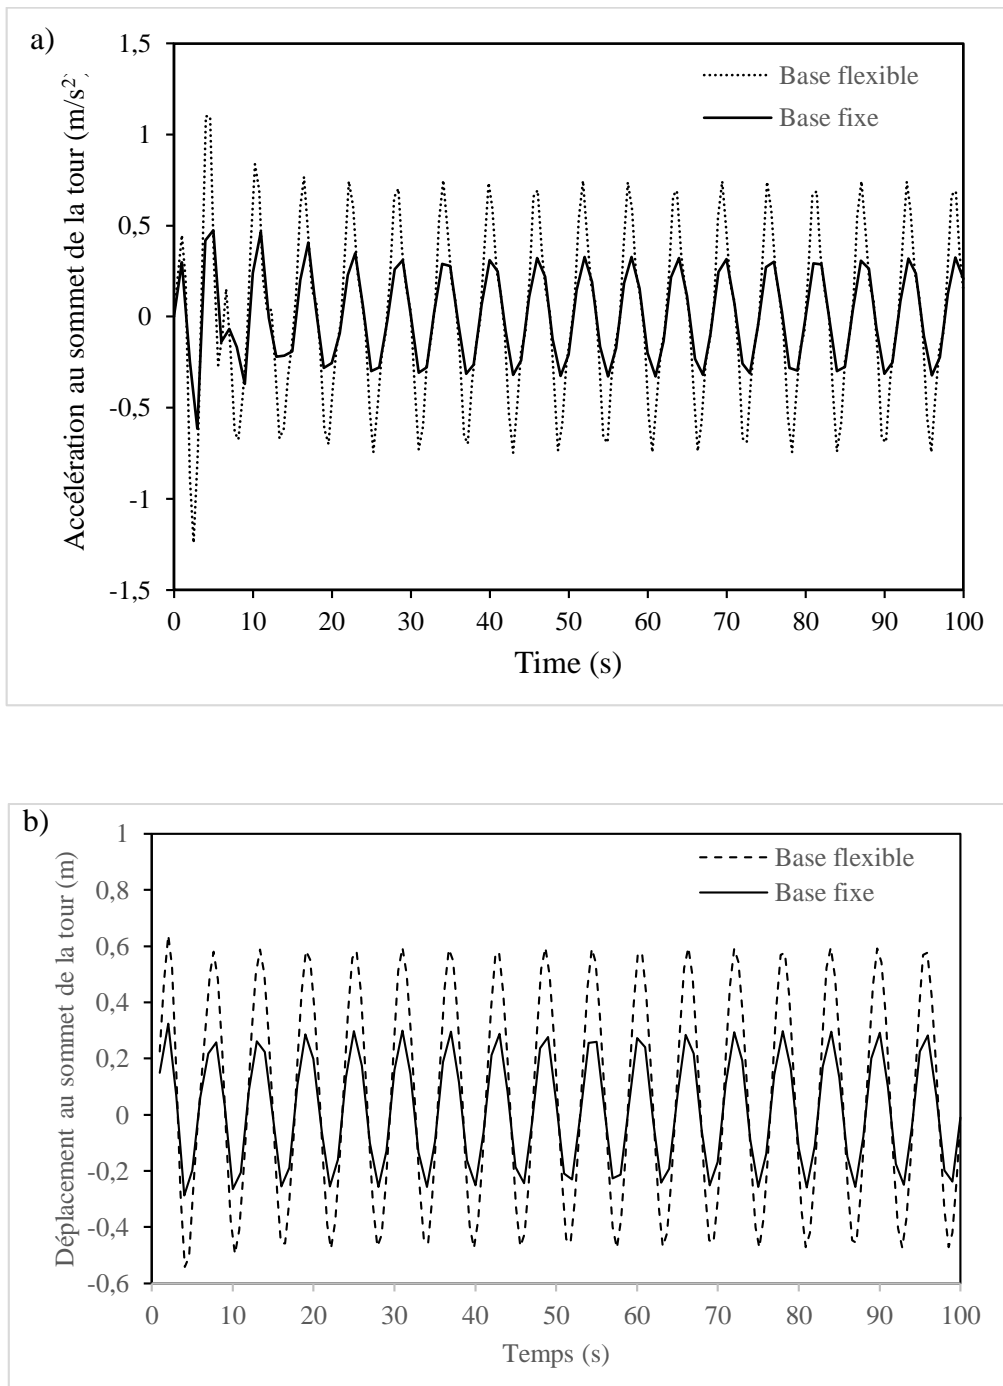 a)
1,5
1
0,5
0
-0,5
-1
-1,5
Accélération au sommet de la tour (m/s²)
Base flexible
Base fixe
0 10 20 30 40 50 60 70 80 90 100
Time (s)
b)
1
0,8
0,6
0,4
0,2
0
-0,2
-0,4
-0,6
Déplacement au sommet de la tour (m)
Base flexible
Base fixe
0 10 20 30 40 50 60 70 80 90 100
Temps (s)